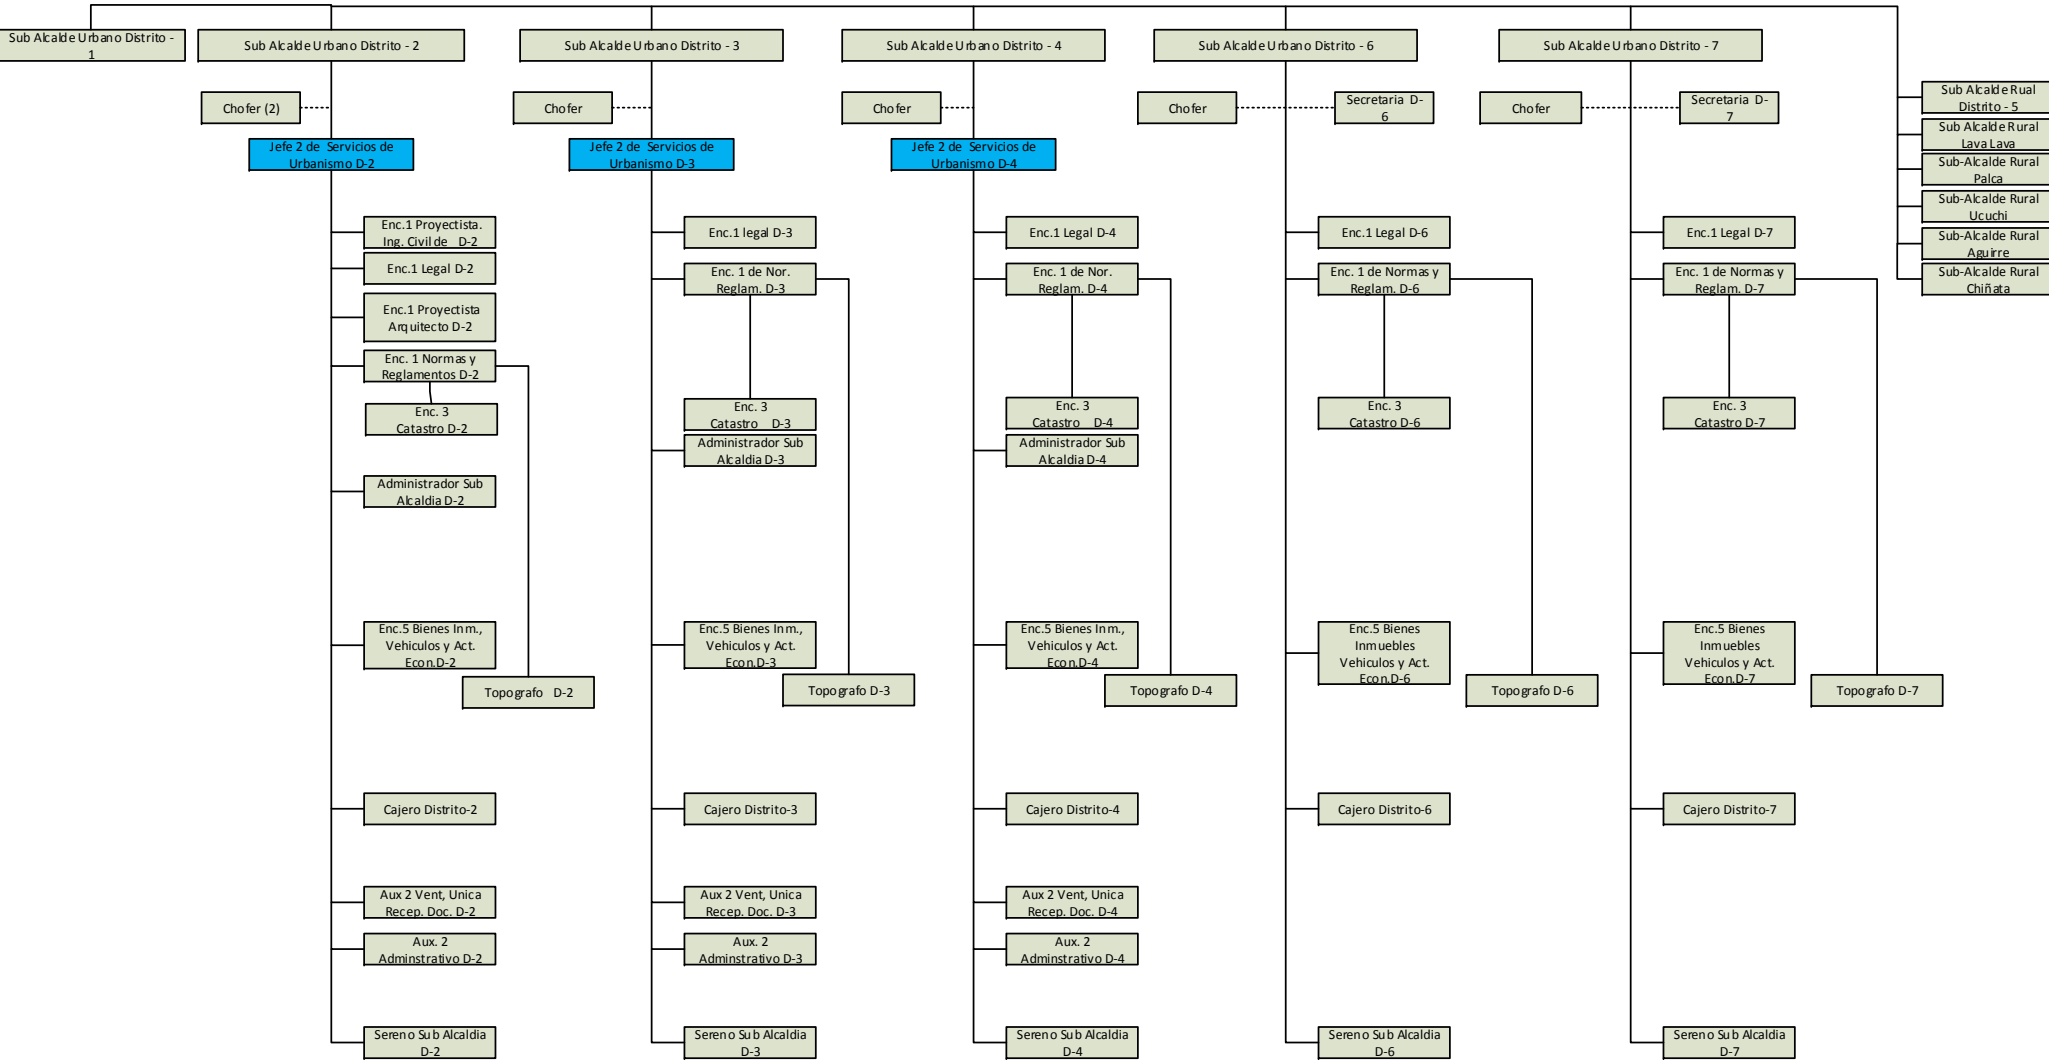 Sub Alcalde Urbano Distrito -
1
Sub Alcalde Urbano Distrito - 2
Sub Alcalde Urbano Distrito - 3
Sub Alcalde Urbano Distrito - 4
Sub Alcalde Urbano Distrito - 6
Sub Alcalde Urbano Distrito - 7
Chofer (2)
Chofer
Chofer
Chofer
Secretaria D-
6
Chofer
Secretaria D-
7
Sub Alcalde Rual
Distrito - 5
Sub Alcalde Rural
Lava Lava
Sub-Alcalde Rural
Palca
Sub-Alcalde Rural
Ucuchi
Sub-Alcalde Rural
Aguirre
Sub-Alcalde Rural
Chiñata
Jefe 2 de Servicios de
Urbanismo D-2
Jefe 2 de Servicios de
Urbanismo D-3
Jefe 2 de Servicios de
Urbanismo D-4
Enc.1 Proyectista.
Ing. Civil de D-2
Enc.1 Legal D-2
Enc.1 Proyectista
Arquitecto D-2
Enc. 1 Normas y
Reglamentos D-2
Enc. 3
Catastro D-2
Administrador Sub
Alcaldia D-2
Enc.5 Bienes Inm.,
Vehiculos y Act.
Econ.D-2
Topografo D-2
Cajero Distrito-2
Aux 2 Vent, Unica
Recep. Doc. D-2
Aux. 2
Adminstrativo D-2
Sereno Sub Alcaldia
D-2
Enc.1 legal D-3
Enc. 1 de Nor.
Reglam. D-3
Enc. 3
Catastro D-3
Administrador Sub
Alcaldia D-3
Enc.5 Bienes Inm.,
Vehiculos y Act.
Econ.D-3
Topografo D-3
Cajero Distrito-3
Aux 2 Vent, Unica
Recep. Doc. D-3
Aux. 2
Adminstrativo D-3
Sereno Sub Alcaldia
D-3
Enc.1 Legal D-4
Enc. 1 de Nor.
Reglam. D-4
Enc. 3
Catastro D-4
Administrador Sub
Alcaldia D-4
Enc.5 Bienes Inm.,
Vehiculos y Act.
Econ.D-4
Topografo D-4
Cajero Distrito-4
Aux 2 Vent, Unica
Recep. Doc. D-4
Aux. 2
Adminstrativo D-4
Sereno Sub Alcaldia
D-4
Enc.1 Legal D-6
Enc. 1 de Normas y
Reglam. D-6
Enc. 3
Catastro D-6
Enc.5 Bienes
Inmuebles
Vehiculos y Act.
Econ.D-6
Topografo D-6
Cajero Distrito-6
Sereno Sub Alcaldia
D-6
Enc.1 Legal D-7
Enc. 1 de Normas y
Reglam. D-7
Enc. 3
Catastro D-7
Enc.5 Bienes
Inmuebles
Vehiculos y Act.
Econ.D-7
Topografo D-7
Cajero Distrito-7
Sereno Sub Alcaldia
D-7